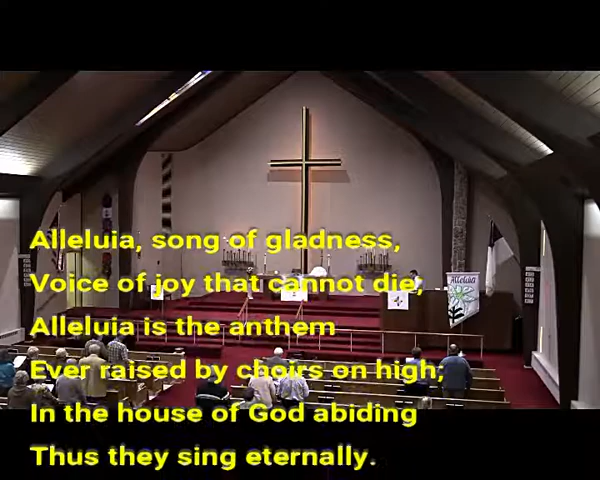 Alleluia, song of gladness,
Voice of joy that cannot die;
Alleluia is the anthem
Ever raised by choirs on high;
In the house of God abiding
Thus they sing eternally.
Alleluia